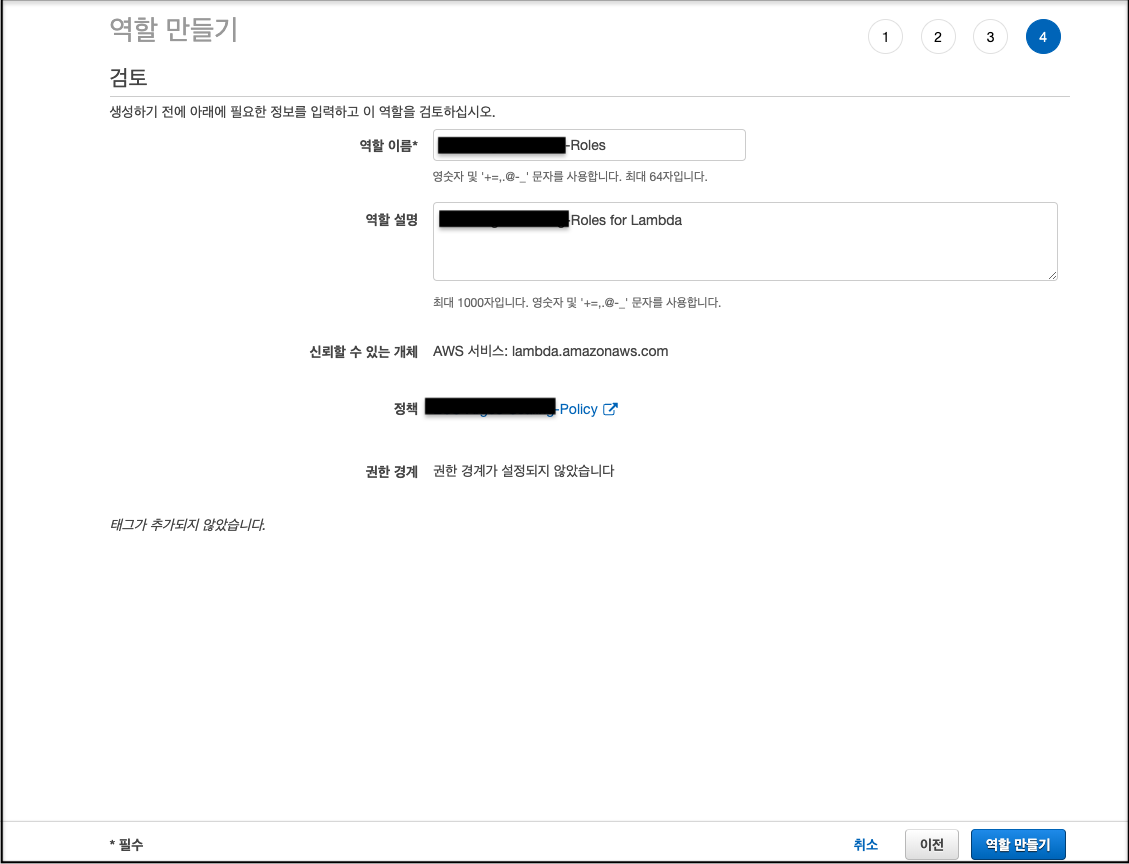 역할 만들기
1 2 3 4
검토
생성하기 전에 아래에 필요한 정보를 입력하고 이 역할을 검토하십시오.
역할 이름* -Roles
영숫자 및 '+=,.@-_' 문자를 사용합니다. 최대 64자입니다.
역할 설명 -Roles for Lambda
최대 1000자입니다. 영숫자 및 '+=,.@-_' 문자를 사용합니다.
신뢰할 수 있는 개체 AWS 서비스: lambda.amazonaws.com
정책 -Policy
권한 경계 권한 경계가 설정되지 않았습니다
태그가 추가되지 않았습니다.
* 필수 취소 이전 역할 만들기